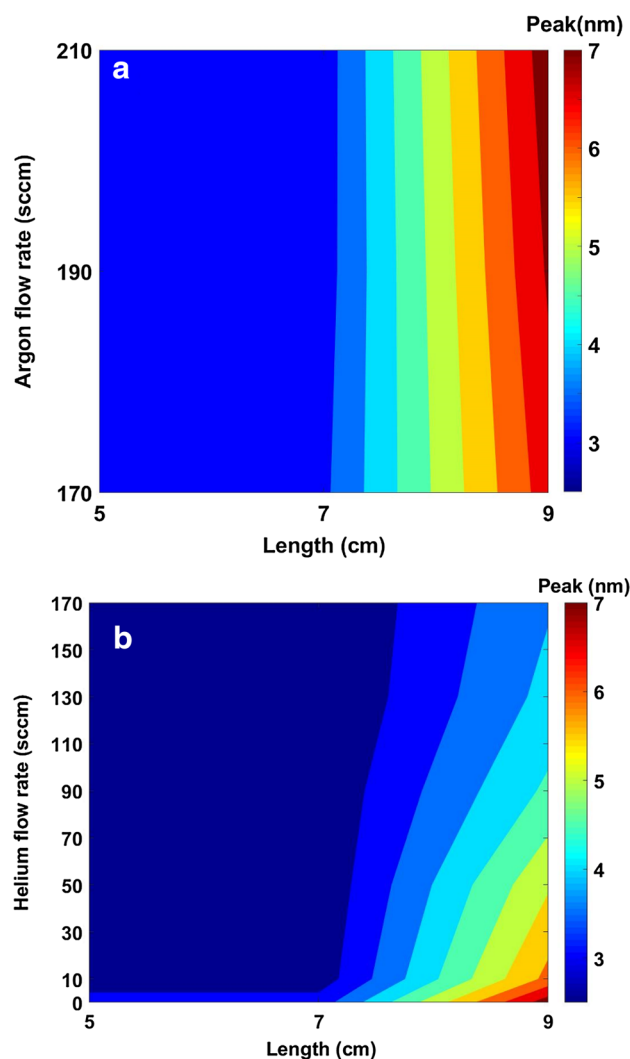 Peak(nm)
a
210
190
170
Argon flow rate (sccm)
5 7 9
Length (cm)
7
6
5
4
3
Peak (nm)
b
170
150
130
110
90
70
50
30
10
0
Helium flow rate (sccm)
5 7 9
Length (cm)
7
6
5
4
3